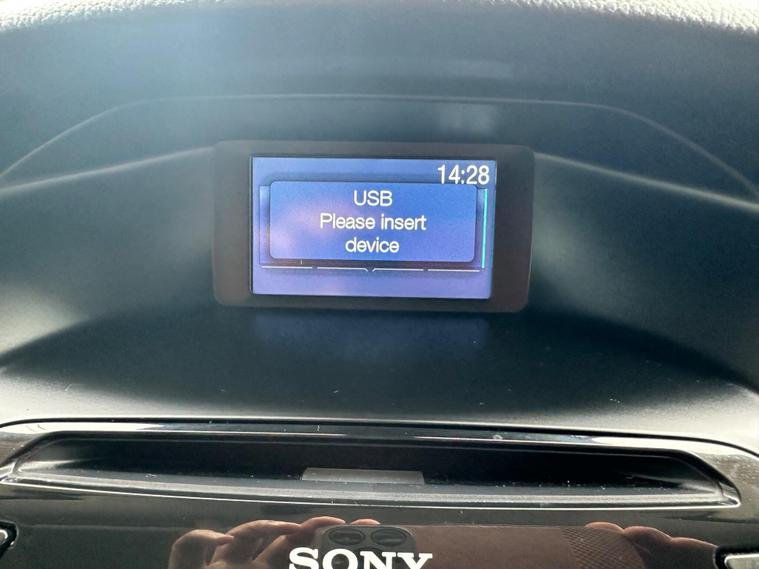 14:28
USB
Please insert
device
SONY